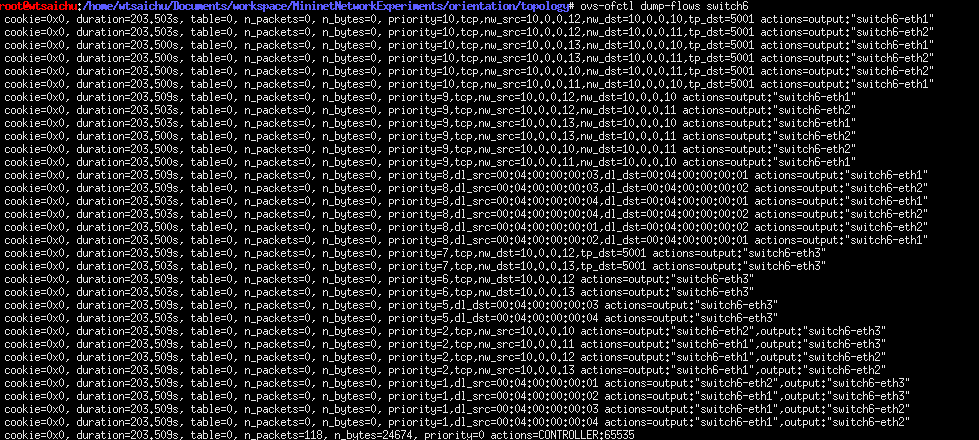 root@wtsaichu:/home/wtsaichu/Documents/workspace/MininetNetworkExperiments/orientation/topology# ovs-ofctl dump-flows switch6
cookie=0x0, duration=203.503s, table=0, n_packets=0, n_bytes=0, priority=10,tcp,nw_src=10.0.0.12,nw_dst=10.0.0.10,tp_dst=5001 actions=output:"switch6-eth1"
cookie=0x0, duration=203.503s, table=0, n_packets=0, n_bytes=0, priority=10,tcp,nw_src=10.0.0.12,nw_dst=10.0.0.11,tp_dst=5001 actions=output:"switch6-eth2"
cookie=0x0, duration=203.503s, table=0, n_packets=0, n_bytes=0, priority=10,tcp,nw_src=10.0.0.13,nw_dst=10.0.0.10,tp_dst=5001 actions=output:"switch6-eth1"
cookie=0x0, duration=203.500s, table=0, n_packets=0, n_bytes=0, priority=10,tcp,nw_src=10.0.0.13,nw_dst=10.0.0.11,tp_dst=5001 actions=output:"switch6-eth2"
cookie=0x0, duration=203.500s, table=0, n_packets=0, n_bytes=0, priority=10,tcp,nw_src=10.0.0.10,nw_dst=10.0.0.11,tp_dst=5001 actions=output:"switch6-eth2"
cookie=0x0, duration=203.500s, table=0, n_packets=0, n_bytes=0, priority=10,tcp,nw_src=10.0.0.11,nw_dst=10.0.0.10,tp_dst=5001 actions=output:"switch6-eth1"
cookie=0x0, duration=203.509s, table=0, n_packets=0, n_bytes=0, priority=9,tcp,nw_src=10.0.0.12,nw_dst=10.0.0.10 actions=output:"switch6-eth1"
cookie=0x0, duration=203.503s, table=0, n_packets=0, n_bytes=0, priority=9,tcp,nw_src=10.0.0.12,nw_dst=10.0.0.11 actions=output:"switch6-eth2"
cookie=0x0, duration=203.503s, table=0, n_packets=0, n_bytes=0, priority=9,tcp,nw_src=10.0.0.13,nw_dst=10.0.0.10 actions=output:"switch6-eth1"
cookie=0x0, duration=203.500s, table=0, n_packets=0, n_bytes=0, priority=9,tcp,nw_src=10.0.0.13,nw_dst=10.0.0.11 actions=output:"switch6-eth2"
cookie=0x0, duration=203.500s, table=0, n_packets=0, n_bytes=0, priority=9,tcp,nw_src=10.0.0.10,nw_dst=10.0.0.11 actions=output:"switch6-eth2"
cookie=0x0, duration=203.500s, table=0, n_packets=0, n_bytes=0, priority=9,tcp,nw_src=10.0.0.11,nw_dst=10.0.0.10 actions=output:"switch6-eth1"
cookie=0x0, duration=203.509s, table=0, n_packets=0, n_bytes=0, priority=8,dl_src=00:04:00:00:00:03,dl_dst=00:04:00:00:00:01 actions=output:"switch6-eth1"
cookie=0x0, duration=203.503s, table=0, n_packets=0, n_bytes=0, priority=8,dl_src=00:04:00:00:00:03,dl_dst=00:04:00:00:00:02 actions=output:"switch6-eth2"
cookie=0x0, duration=203.503s, table=0, n_packets=0, n_bytes=0, priority=8,dl_src=00:04:00:00:00:04,dl_dst=00:04:00:00:00:01 actions=output:"switch6-eth1"
cookie=0x0, duration=203.503s, table=0, n_packets=0, n_bytes=0, priority=8,dl_src=00:04:00:00:00:04,dl_dst=00:04:00:00:00:02 actions=output:"switch6-eth2"
cookie=0x0, duration=203.500s, table=0, n_packets=0, n_bytes=0, priority=8,dl_src=00:04:00:00:00:01,dl_dst=00:04:00:00:00:02 actions=output:"switch6-eth2"
cookie=0x0, duration=203.500s, table=0, n_packets=0, n_bytes=0, priority=8,dl_src=00:04:00:00:00:02,dl_dst=00:04:00:00:00:01 actions=output:"switch6-eth1"
cookie=0x0, duration=203.509s, table=0, n_packets=0, n_bytes=0, priority=7,tcp,nw_dst=10.0.0.12,tp_dst=5001 actions=output:"switch6-eth3"
cookie=0x0, duration=203.503s, table=0, n_packets=0, n_bytes=0, priority=7,tcp,nw_dst=10.0.0.13,tp_dst=5001 actions=output:"switch6-eth3"
cookie=0x0, duration=203.509s, table=0, n_packets=0, n_bytes=0, priority=6,tcp,nw_dst=10.0.0.12 actions=output:"switch6-eth3"
cookie=0x0, duration=203.503s, table=0, n_packets=0, n_bytes=0, priority=6,tcp,nw_dst=10.0.0.13 actions=output:"switch6-eth3"
cookie=0x0, duration=203.509s, table=0, n_packets=0, n_bytes=0, priority=5,dl_dst=00:04:00:00:00:03 actions=output:"switch6-eth3"
cookie=0x0, duration=203.503s, table=0, n_packets=0, n_bytes=0, priority=5,dl_dst=00:04:00:00:00:04 actions=output:"switch6-eth3"
cookie=0x0, duration=203.509s, table=0, n_packets=0, n_bytes=0, priority=2,tcp,nw_src=10.0.0.10 actions=output:"switch6-eth2",output:"switch6-eth3"
cookie=0x0, duration=203.509s, table=0, n_packets=0, n_bytes=0, priority=2,tcp,nw_src=10.0.0.11 actions=output:"switch6-eth1",output:"switch6-eth3"
cookie=0x0, duration=203.509s, table=0, n_packets=0, n_bytes=0, priority=2,tcp,nw_src=10.0.0.12 actions=output:"switch6-eth1",output:"switch6-eth2"
cookie=0x0, duration=203.509s, table=0, n_packets=0, n_bytes=0, priority=2,tcp,nw_src=10.0.0.13 actions=output:"switch6-eth1",output:"switch6-eth2"
cookie=0x0, duration=203.509s, table=0, n_packets=0, n_bytes=0, priority=1,dl_src=00:04:00:00:00:01 actions=output:"switch6-eth2",output:"switch6-eth3"
cookie=0x0, duration=203.509s, table=0, n_packets=0, n_bytes=0, priority=1,dl_src=00:04:00:00:00:02 actions=output:"switch6-eth1",output:"switch6-eth3"
cookie=0x0, duration=203.509s, table=0, n_packets=0, n_bytes=0, priority=1,dl_src=00:04:00:00:00:03 actions=output:"switch6-eth1",output:"switch6-eth2"
cookie=0x0, duration=203.509s, table=0, n_packets=0, n_bytes=0, priority=1,dl_src=00:04:00:00:00:04 actions=output:"switch6-eth1",output:"switch6-eth2"
cookie=0x0, duration=203.509s, table=0, n_packets=118, n_bytes=24674, priority=0 actions=CONTROLLER:65535